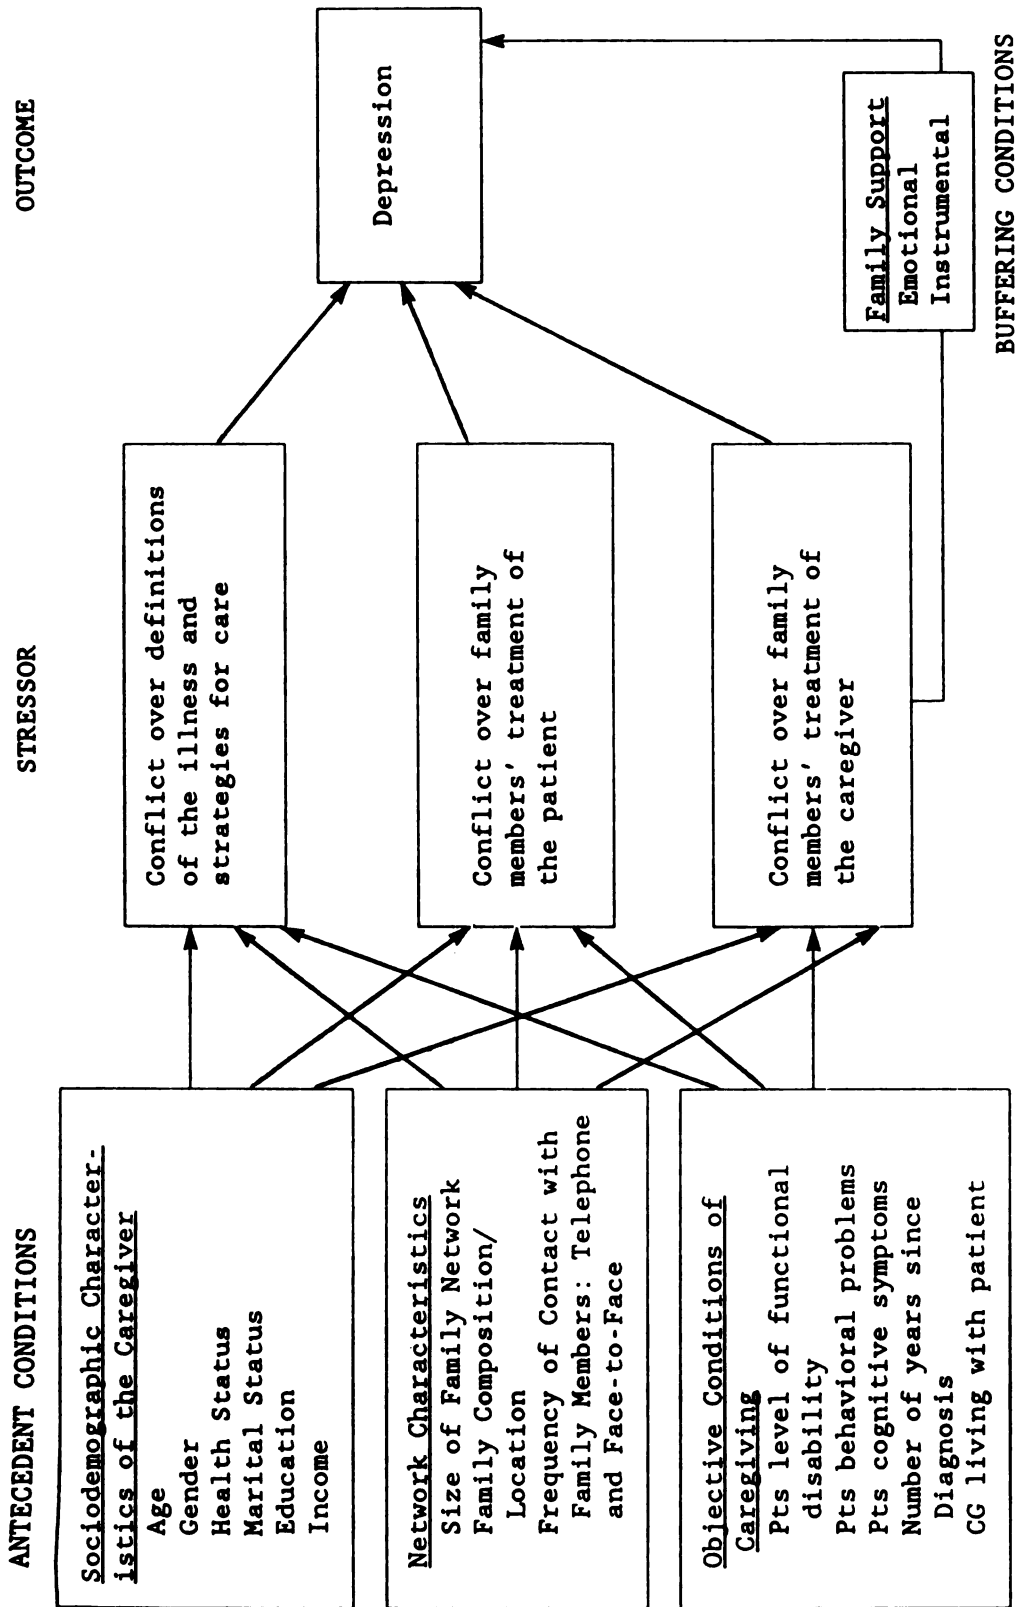 ANTECEDENT CONDITIONS
Sociodemographic Character-
istics of the Caregiver
Age
Gender
Health Status
Marital Status
Education
Income
Network Characteristics
Size of Family Network
Family Composition/
Location
Frequency of Contact with
Family Members: Telephone
and Face-to-Face
Objective Conditions of
Caregiving
Pts level of functional
disability
Pts behavioral problems
Pts cognitive symptoms
Number of years since
Diagnosis
CG living with patient
STRESSOR
Conflict over definitions
of the illness and
strategies for care
Conflict over family
members' treatment of
the patient
Conflict over family
members' treatment of
the caregiver
OUTCOME
Depression
Family Support
Emotional
Instrumental
BUFFERING CONDITIONS